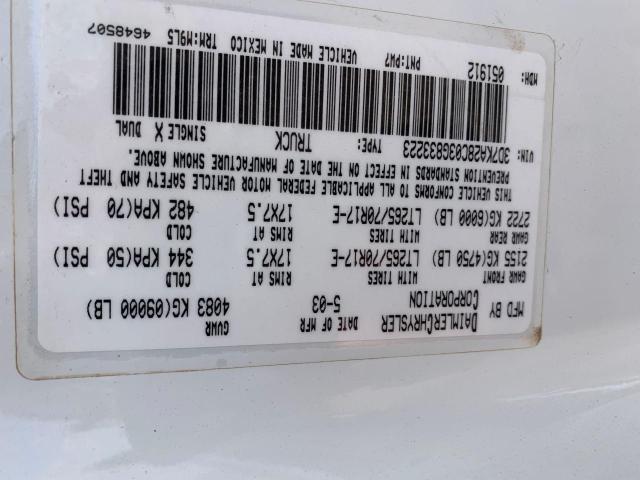 MFD BY DAIMLERCHRYSLER CORPORATION DATE OF MFR 5-03 GVWR 4083 KG(09000 LB)
GAWR FRONT WITH TIRES RIMS AT COLD
2155 KG(4750 LB) LT265/70R17-E 17X7.5 344 KPA(50 PSI)
GAWR REAR WITH TIRES RIMS AT COLD
2722 KG(6000 LB) LT265/70R17-E 17X7.5 482 KPA(70 PSI)
THIS VEHICLE CONFORMS TO ALL APPLICABLE FEDERAL MOTOR VEHICLE SAFETY AND THEFT
PREVENTION STANDARDS IN EFFECT ON THE DATE OF MANUFACTURE SHOWN ABOVE.
VIN: 3D7KA28C03G833223 TYPE: TRUCK SINGLE X DUAL
MDH: 051912 PNT:PW7 VEHICLE MADE IN MEXICO TRM:M9L5 4648507